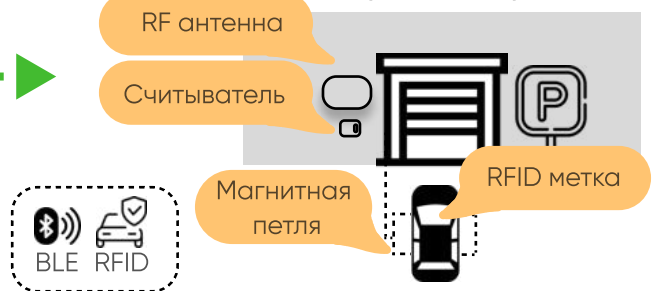 RF антенна
Считыватель
P
RFID метка
Магнитная
петля
BLE RFID